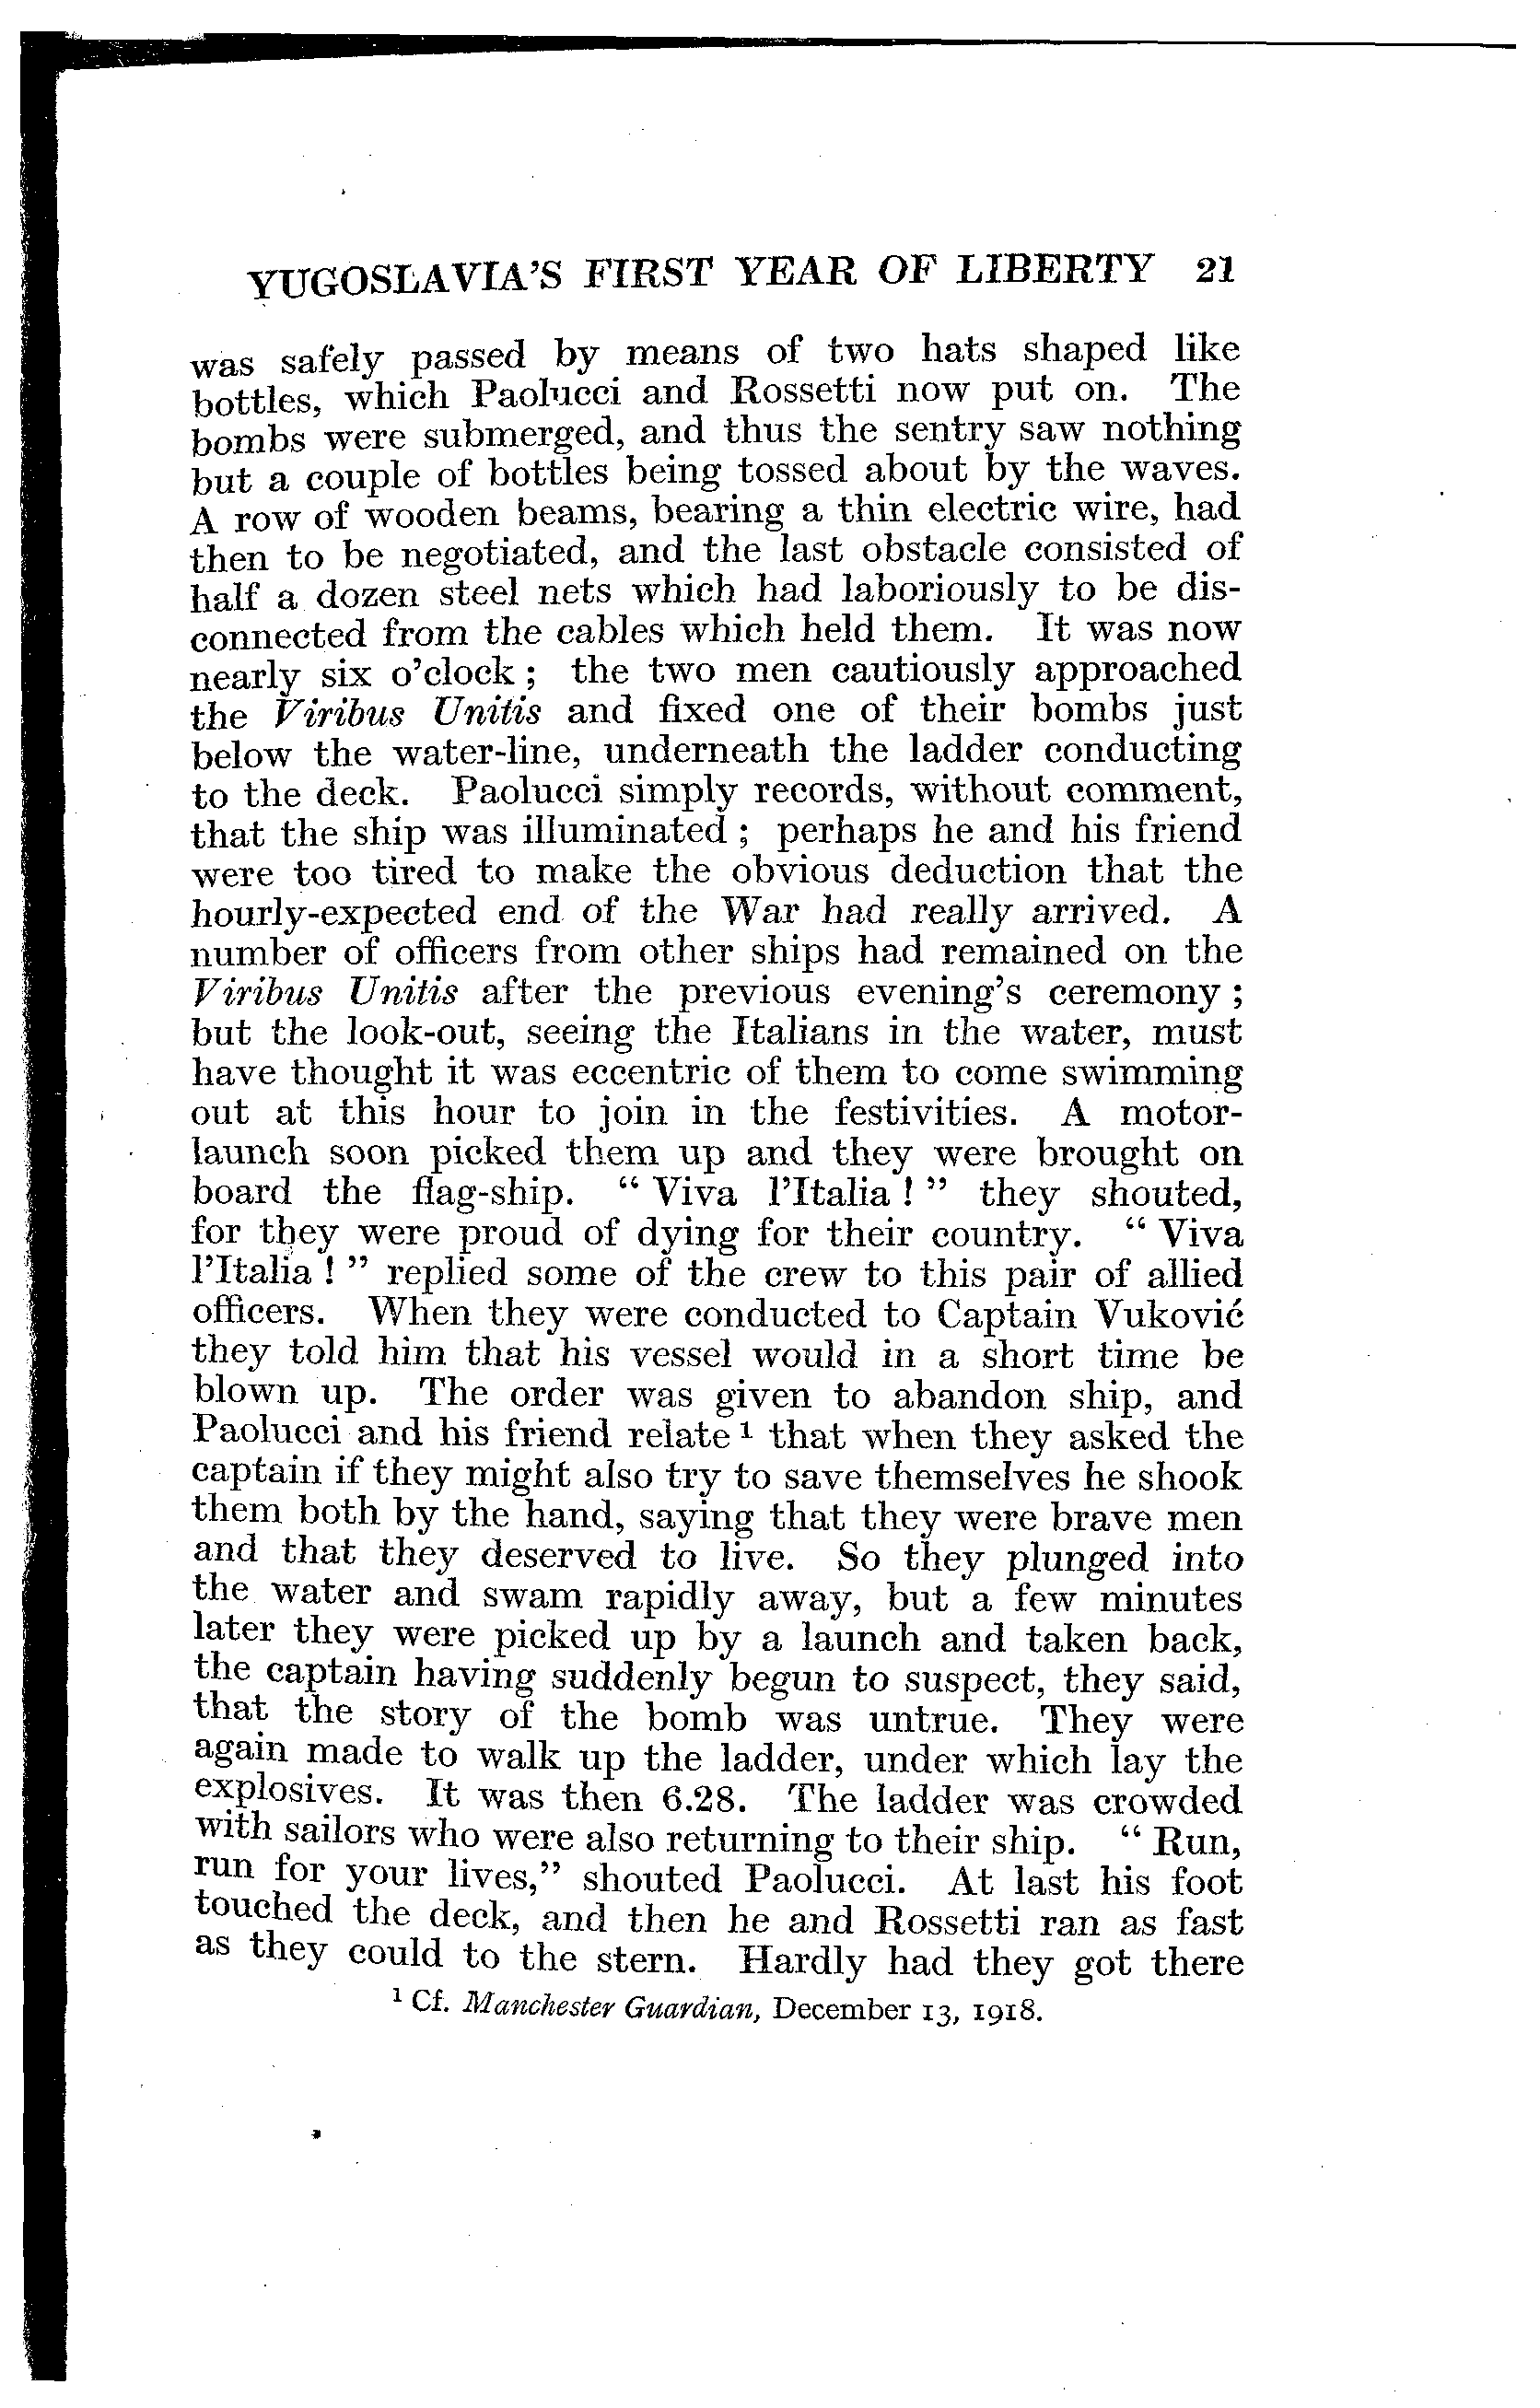 YUGOSLAVIA'S FIRST YEAR OF LIBERTY 21
was safely passed by means of two hats shaped like
bottles, which Paolucci and Rossetti now put on. The
bombs were submerged, and thus the sentry saw nothing
but a couple of bottles being tossed about by the waves.
A row of wooden beams, bearing a thin electric wire, had
then to be negotiated, and the last obstacle consisted of
half a dozen steel nets which had laboriously to be dis-
connected from the cables which held them. It was now
nearly six o'clock ; the two men cautiously approached
the Viribus Unitis and fixed one of their bombs just
below the water-line, underneath the ladder conducting
to the deck. Paolucci simply records, without comment,
that the ship was illuminated ; perhaps he and his friend
were too tired to make the obvious deduction that the
hourly-expected end of the War had really arrived. A
number of officers from other ships had remained on the
Viribus Unitis after the previous evening's ceremony ;
but the look-out, seeing the Italians in the water, must
have thought it was eccentric of them to come swimming
out at this hour to join in the festivities. A motor-
launch soon picked them up and they were brought on
board the flag-ship. " Viva l'Italia ! " they shouted,
for they were proud of dying for their country. " Viva
l'Italia ! " replied some of the crew to this pair of allied
officers. When they were conducted to Captain Vuković
they told him that his vessel would in a short time be
blown up. The order was given to abandon ship, and
Paolucci and his friend relate ¹ that when they asked the
captain if they might also try to save themselves he shook
them both by the hand, saying that they were brave men
and that they deserved to live. So they plunged into
the water and swam rapidly away, but a few minutes
later they were picked up by a launch and taken back,
the captain having suddenly begun to suspect, they said,
that the story of the bomb was untrue. They were
again made to walk up the ladder, under which lay the
explosives. It was then 6.28. The ladder was crowded
with sailors who were also returning to their ship. " Run,
run for your lives," shouted Paolucci. At last his foot
touched the deck, and then he and Rossetti ran as fast
as they could to the stern. Hardly had they got there
¹ Cf. Manchester Guardian, December 13, 1918.